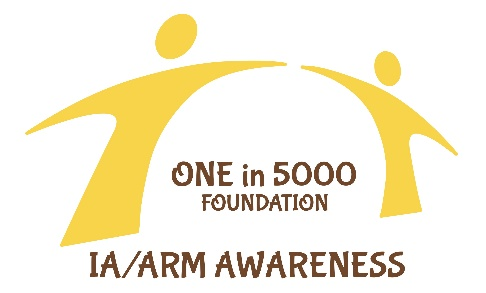 ONE in 5000
FOUNDATION
IA/ARM AWARENESS